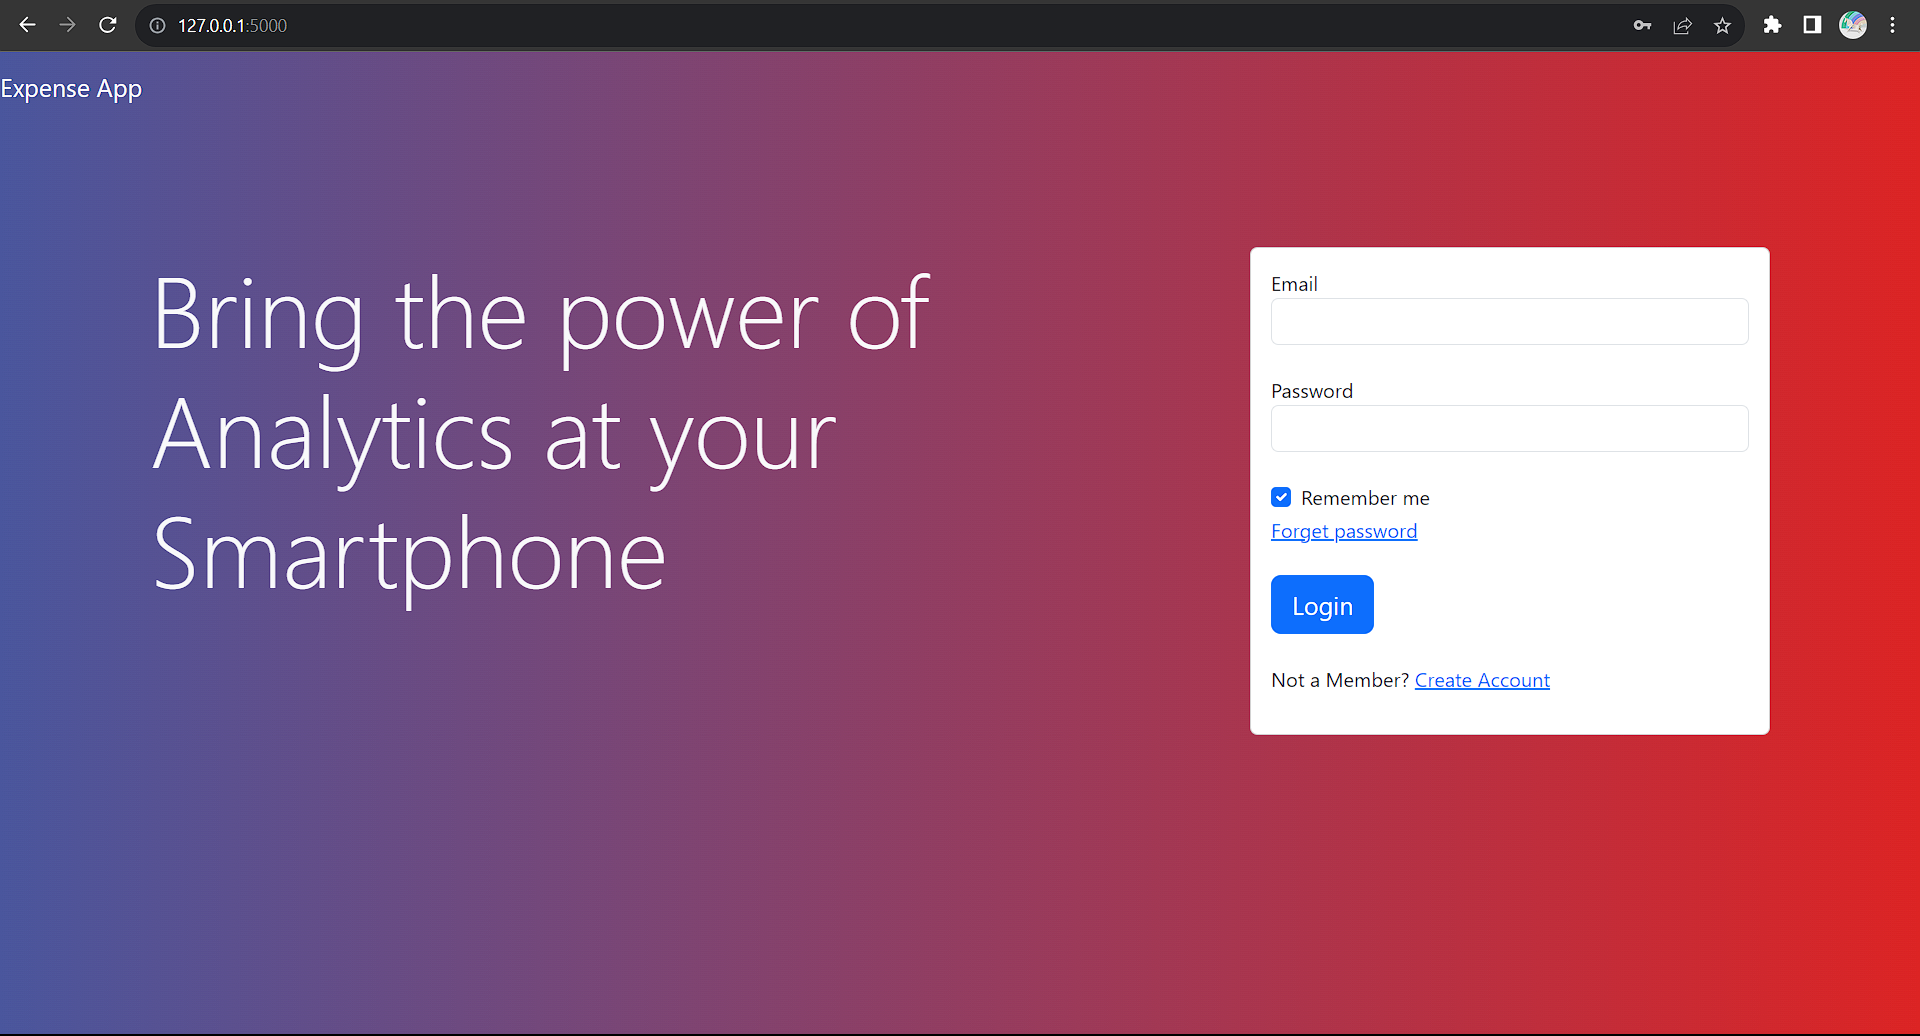 127.0.0.1:5000
Expense App
Bring the power of
Analytics at your
Smartphone
Email
Password
Remember me
Forget password
Login
Not a Member? Create Account